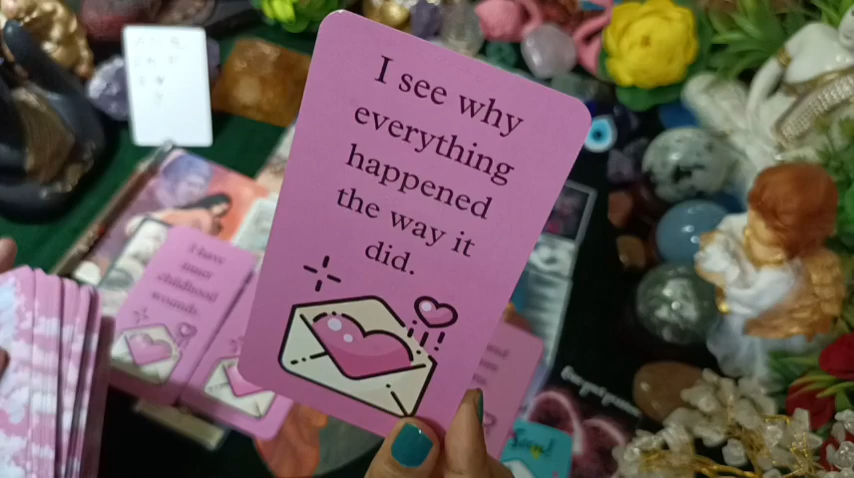 I see why
everything
happened
the way it
did.
I have
inner
childhood
wounds.